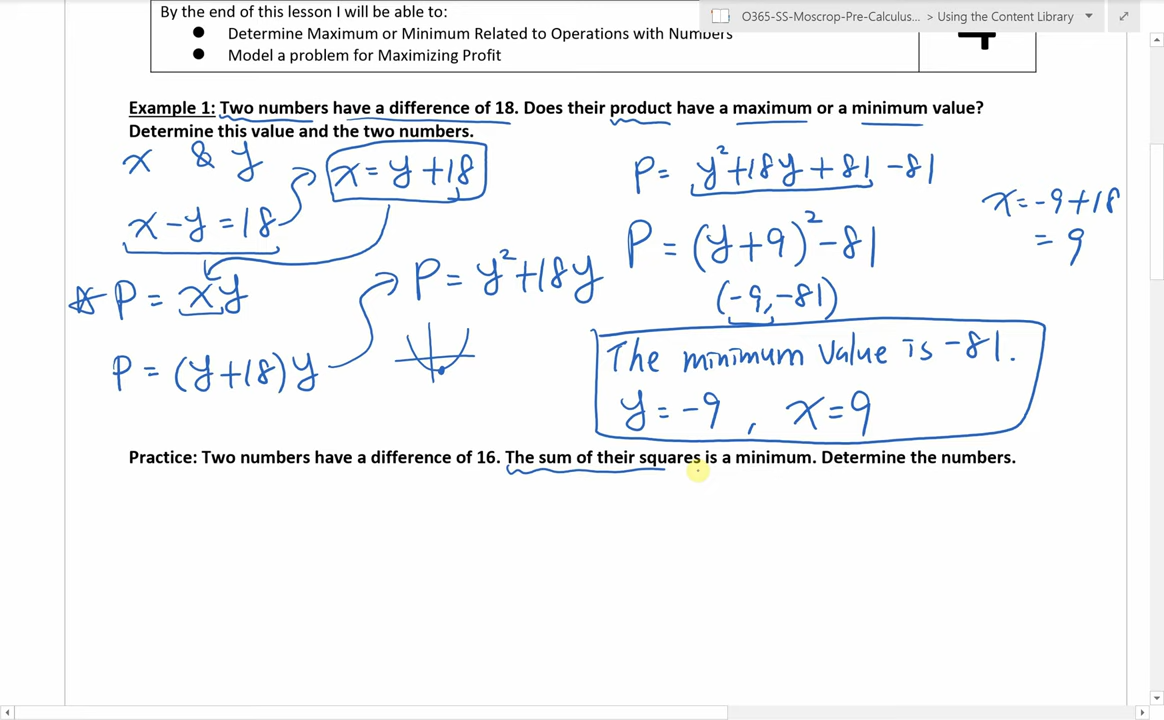 By the end of this lesson I will be able to:
O365-SS-Moscrop-Pre-Calculus... > Using the Content Library
● Determine Maximum or Minimum Related to Operations with Numbers
● Model a problem for Maximizing Profit
Example 1: Two numbers have a difference of 18. Does their product have a maximum or a minimum value?
Determine this value and the two numbers.
x & y
x = y + 18
x - y = 18
P = xy
P = (y+18)y
P = y² + 18y
P = y² + 18y + 81 - 81
P = (y+9)² - 81
(-9, -81)
x = -9 + 18
= 9
The minimum value is -81.
y = -9 , x = 9
Practice: Two numbers have a difference of 16. The sum of their squares is a minimum. Determine the numbers.